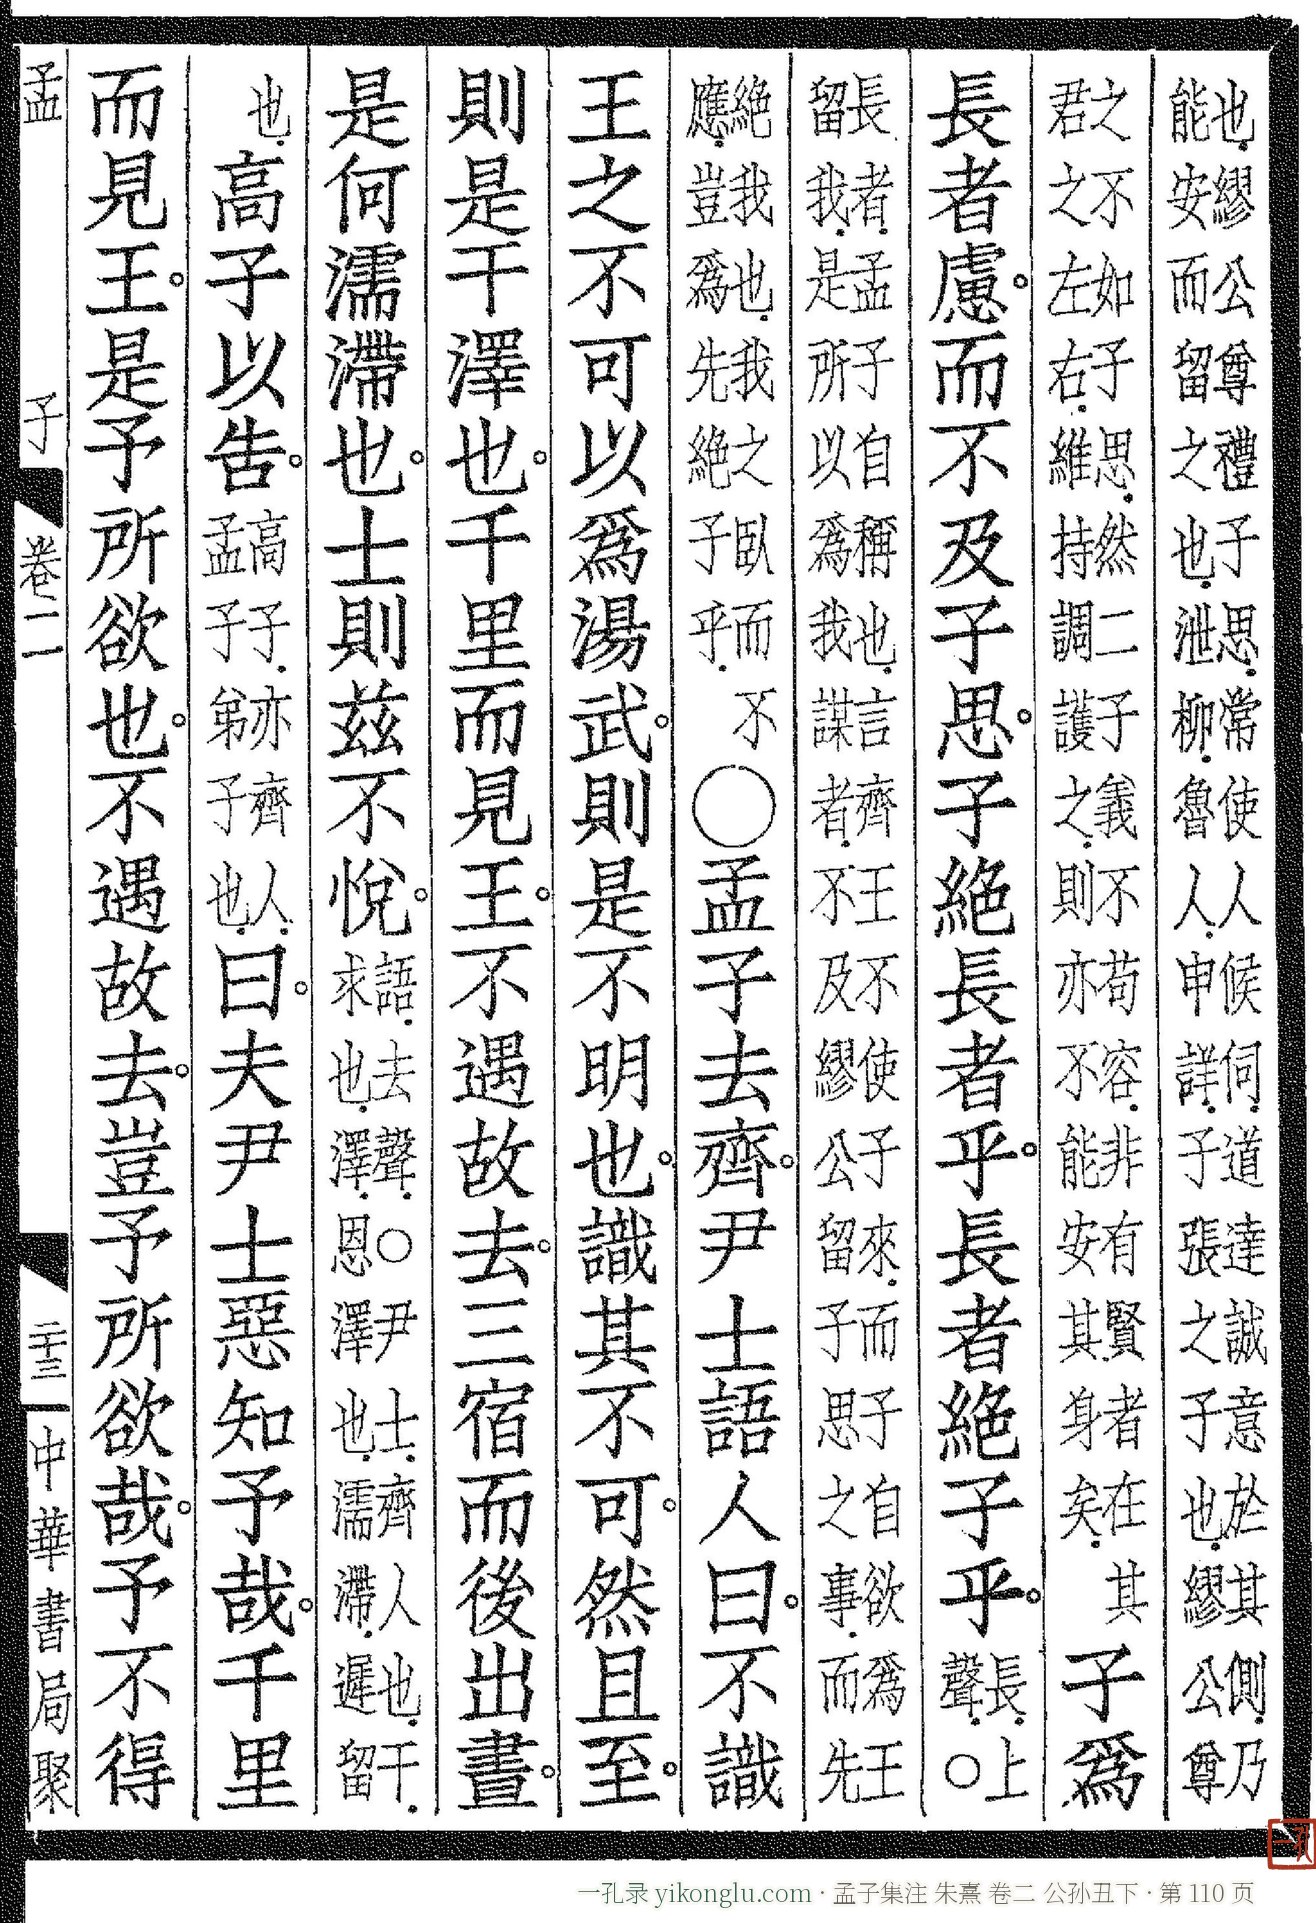 也繆公尊禮子思常使人候伺道達誠意於其側乃
能安而留之也泄柳魯人申詳子張之子也繆公尊
之不如子思然二子義不苟容非有賢者在其
君之左右維持調護之則亦不能安其身矣
子爲
長者慮而不及子思子絕長者乎長者絕子乎
長上
聲○
長者孟子自稱也言齊王不使子來而子自欲爲王
留我是所以爲我謀者不及繆公留子思之事而先
絕我也我之臥而不
應豈爲先絕子乎
○孟子去齊尹士語人曰不識
王之不可以爲湯武則是不明也識其不可然且至
則是干澤也千里而見王不遇故去三宿而後出晝
是何濡滯也士則茲不悅
語去聲○尹士齊人也干
求也澤恩澤也濡滯遲留
也
高子以告
高子亦齊人
孟子弟子也
曰夫尹士惡知予哉千里
而見王是予所欲也不遇故去豈予所欲哉予不得
孟子 卷二 二十三 中華書局聚
一孔录 yikonglu.com · 孟子集注 朱熹 卷二 公孙丑下 · 第 110 页